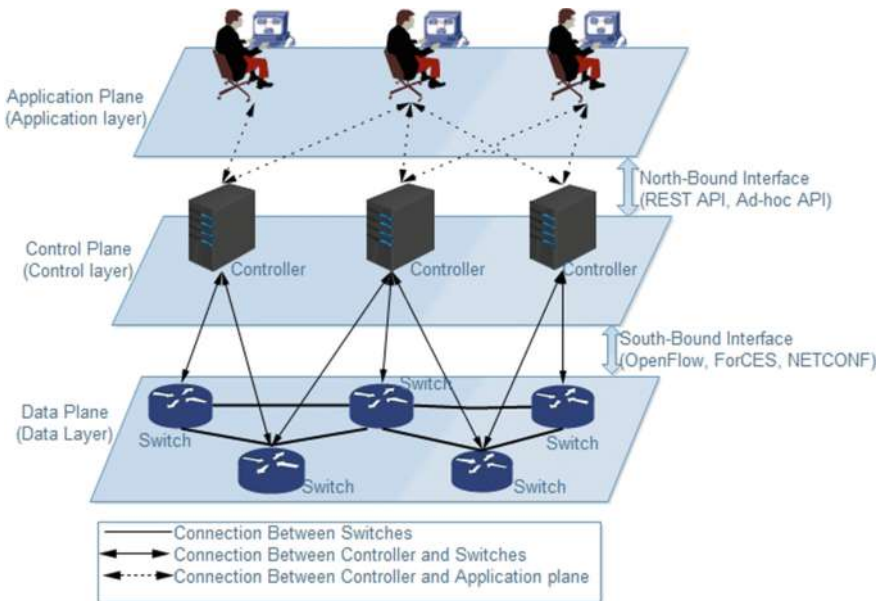 Application Plane
(Application layer)
North-Bound Interface
(REST API, Ad-hoc API)
Control Plane
(Control layer)
Controller
Controller
Controller
South-Bound Interface
(OpenFlow, ForCES, NETCONF)
Switch
Data Plane
(Data Layer)
Switch
Switch
Switch
Switch
Connection Between Switches
Connection Between Controller and Switches
Connection Between Controller and Application plane